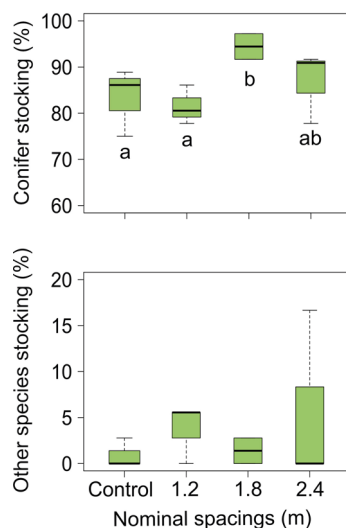 Conifer stocking (%)
100
90
80
70
60
a
a
b
ab
Other species stocking (%)
20
15
10
5
0
Control 1.2 1.8 2.4
Nominal spacings (m)